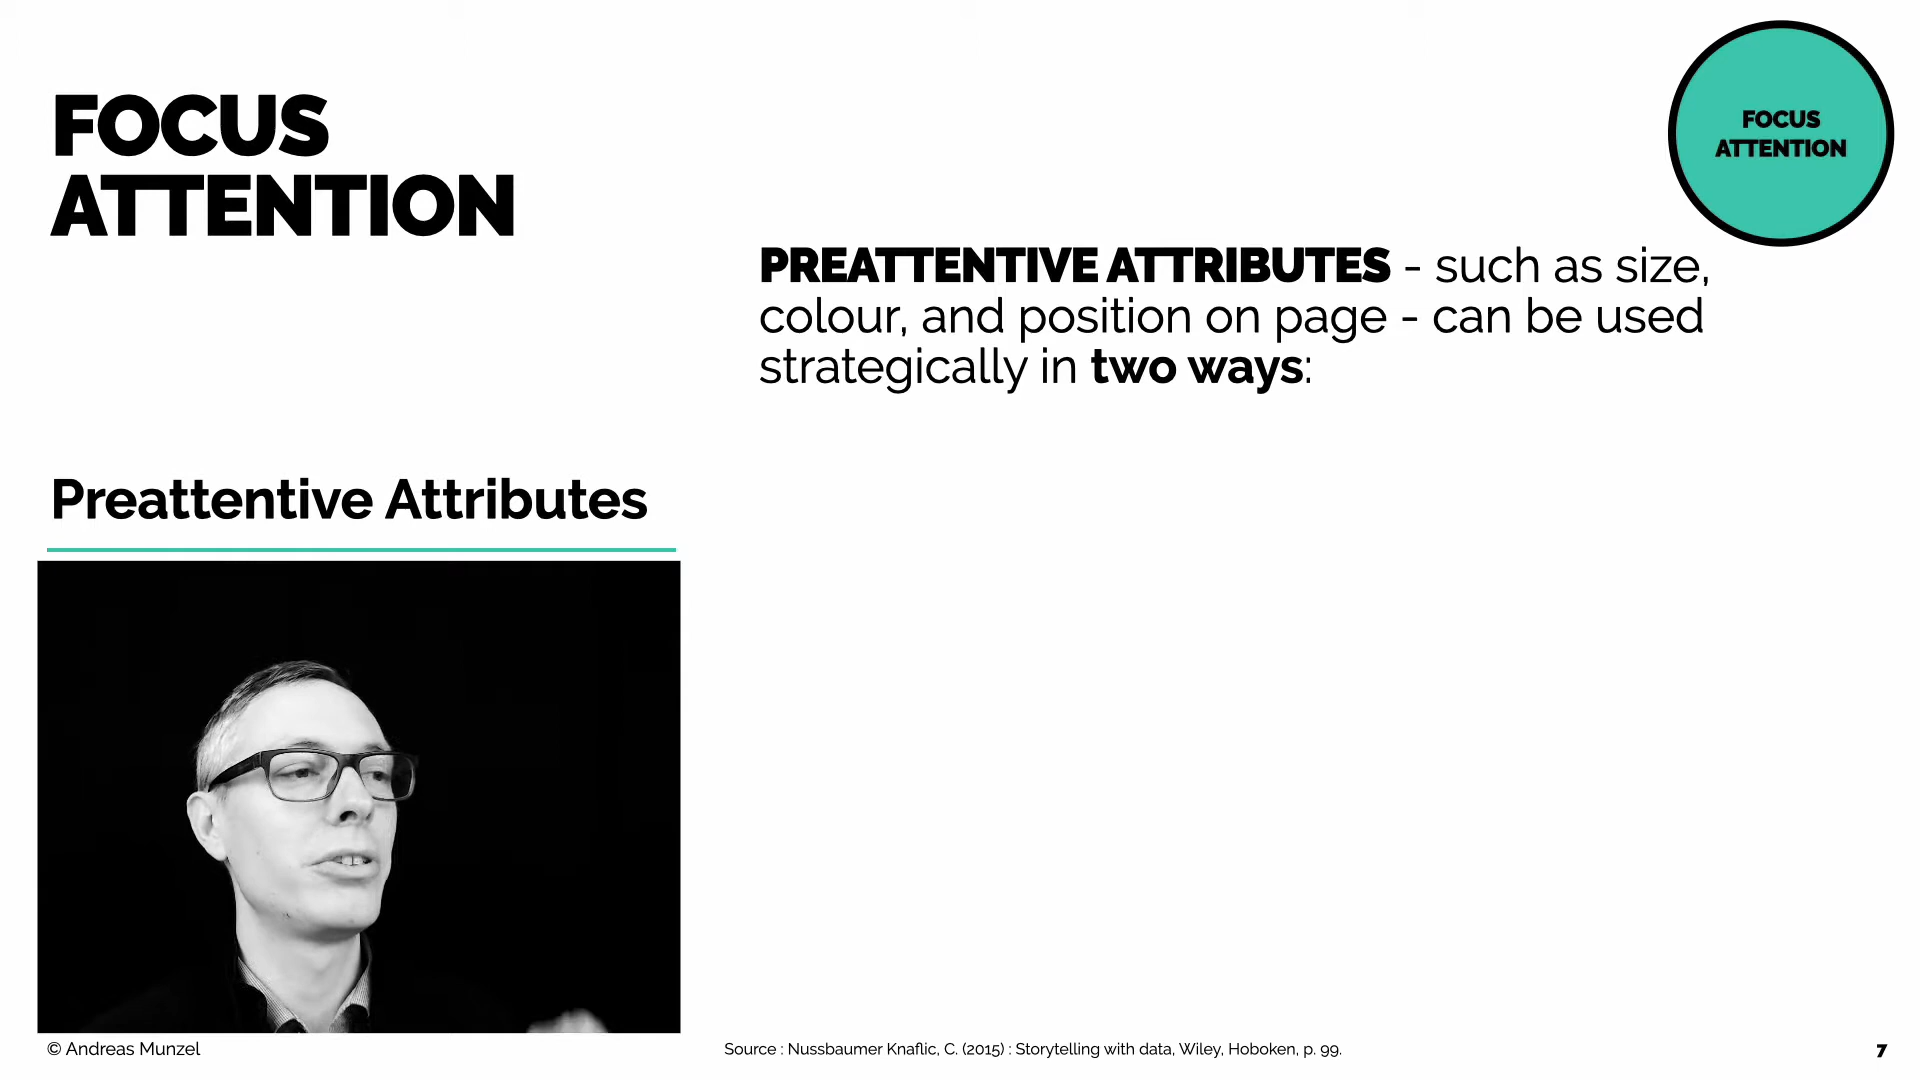 FOCUS
ATTENTION
FOCUS
ATTENTION
PREATTENTIVE ATTRIBUTES - such as size,
colour, and position on page - can be used
strategically in two ways:
Preattentive Attributes
© Andreas Munzel
Source : Nussbaumer Knaflic, C. (2015) : Storytelling with data, Wiley, Hoboken, p. 99.
7